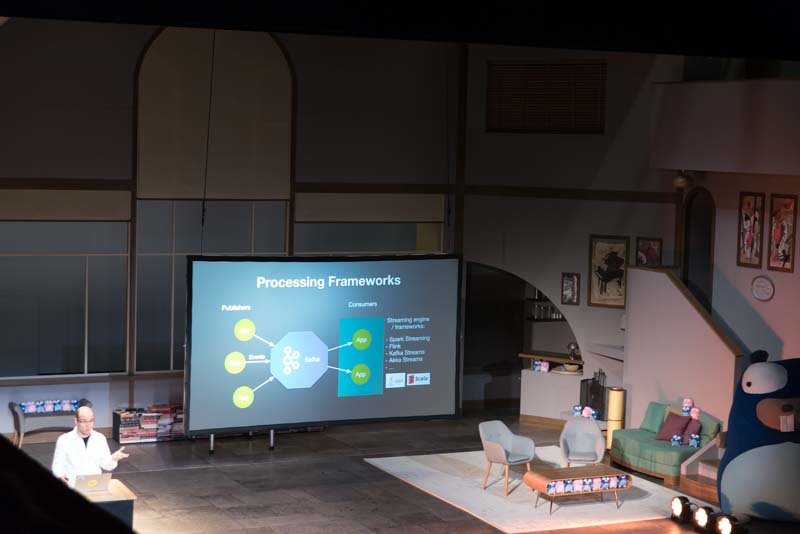 Processing Frameworks
Publishers
Consumers
App
App
App
Events
Kafka
App
App
Streaming engine
/ frameworks:
- Spark Streaming
- Flink
- Kafka Streams
- Akka Streams
- ...
Scala